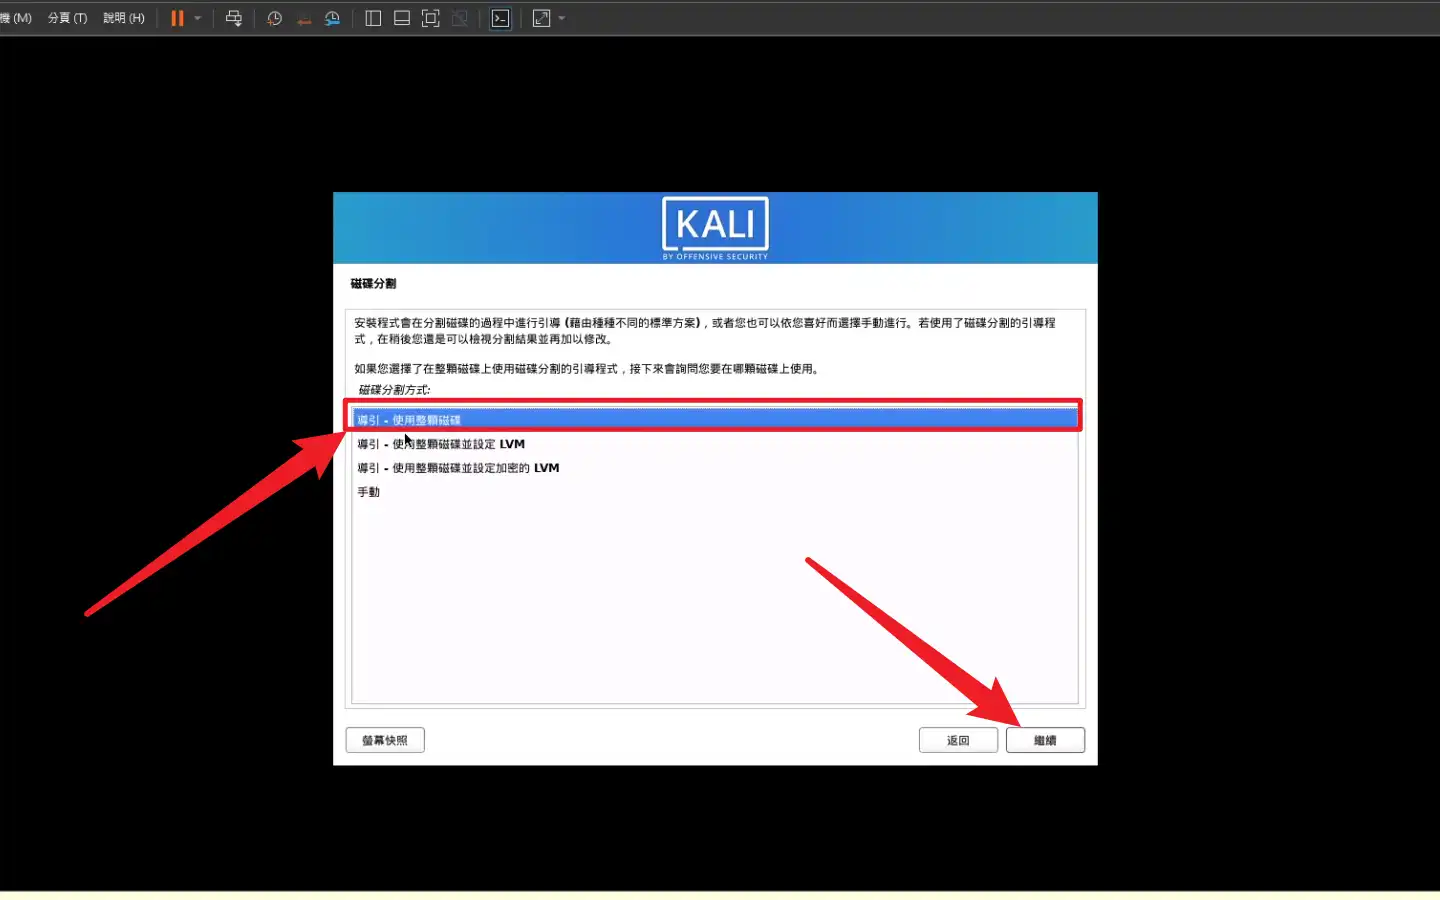 機 (M) 分頁 (T) 說明 (H)
KALI
BY OFFENSIVE SECURITY
磁碟分割
安裝程式會在分割磁碟的過程中進行引導 (藉由種種不同的標準方案)，或者您也可以依您喜好而選擇手動進行。若使用了磁碟分割的引導程
式，在稍後您還是可以檢視分割結果並再加以修改。
如果您選擇了在整顆磁碟上使用磁碟分割的引導程式，接下來會詢問您要在哪顆磁碟上使用。
磁碟分割方式:
導引 - 使用整顆磁碟
導引 - 使用整顆磁碟並設定 LVM
導引 - 使用整顆磁碟並設定加密的 LVM
手動
螢幕快照
返回
繼續